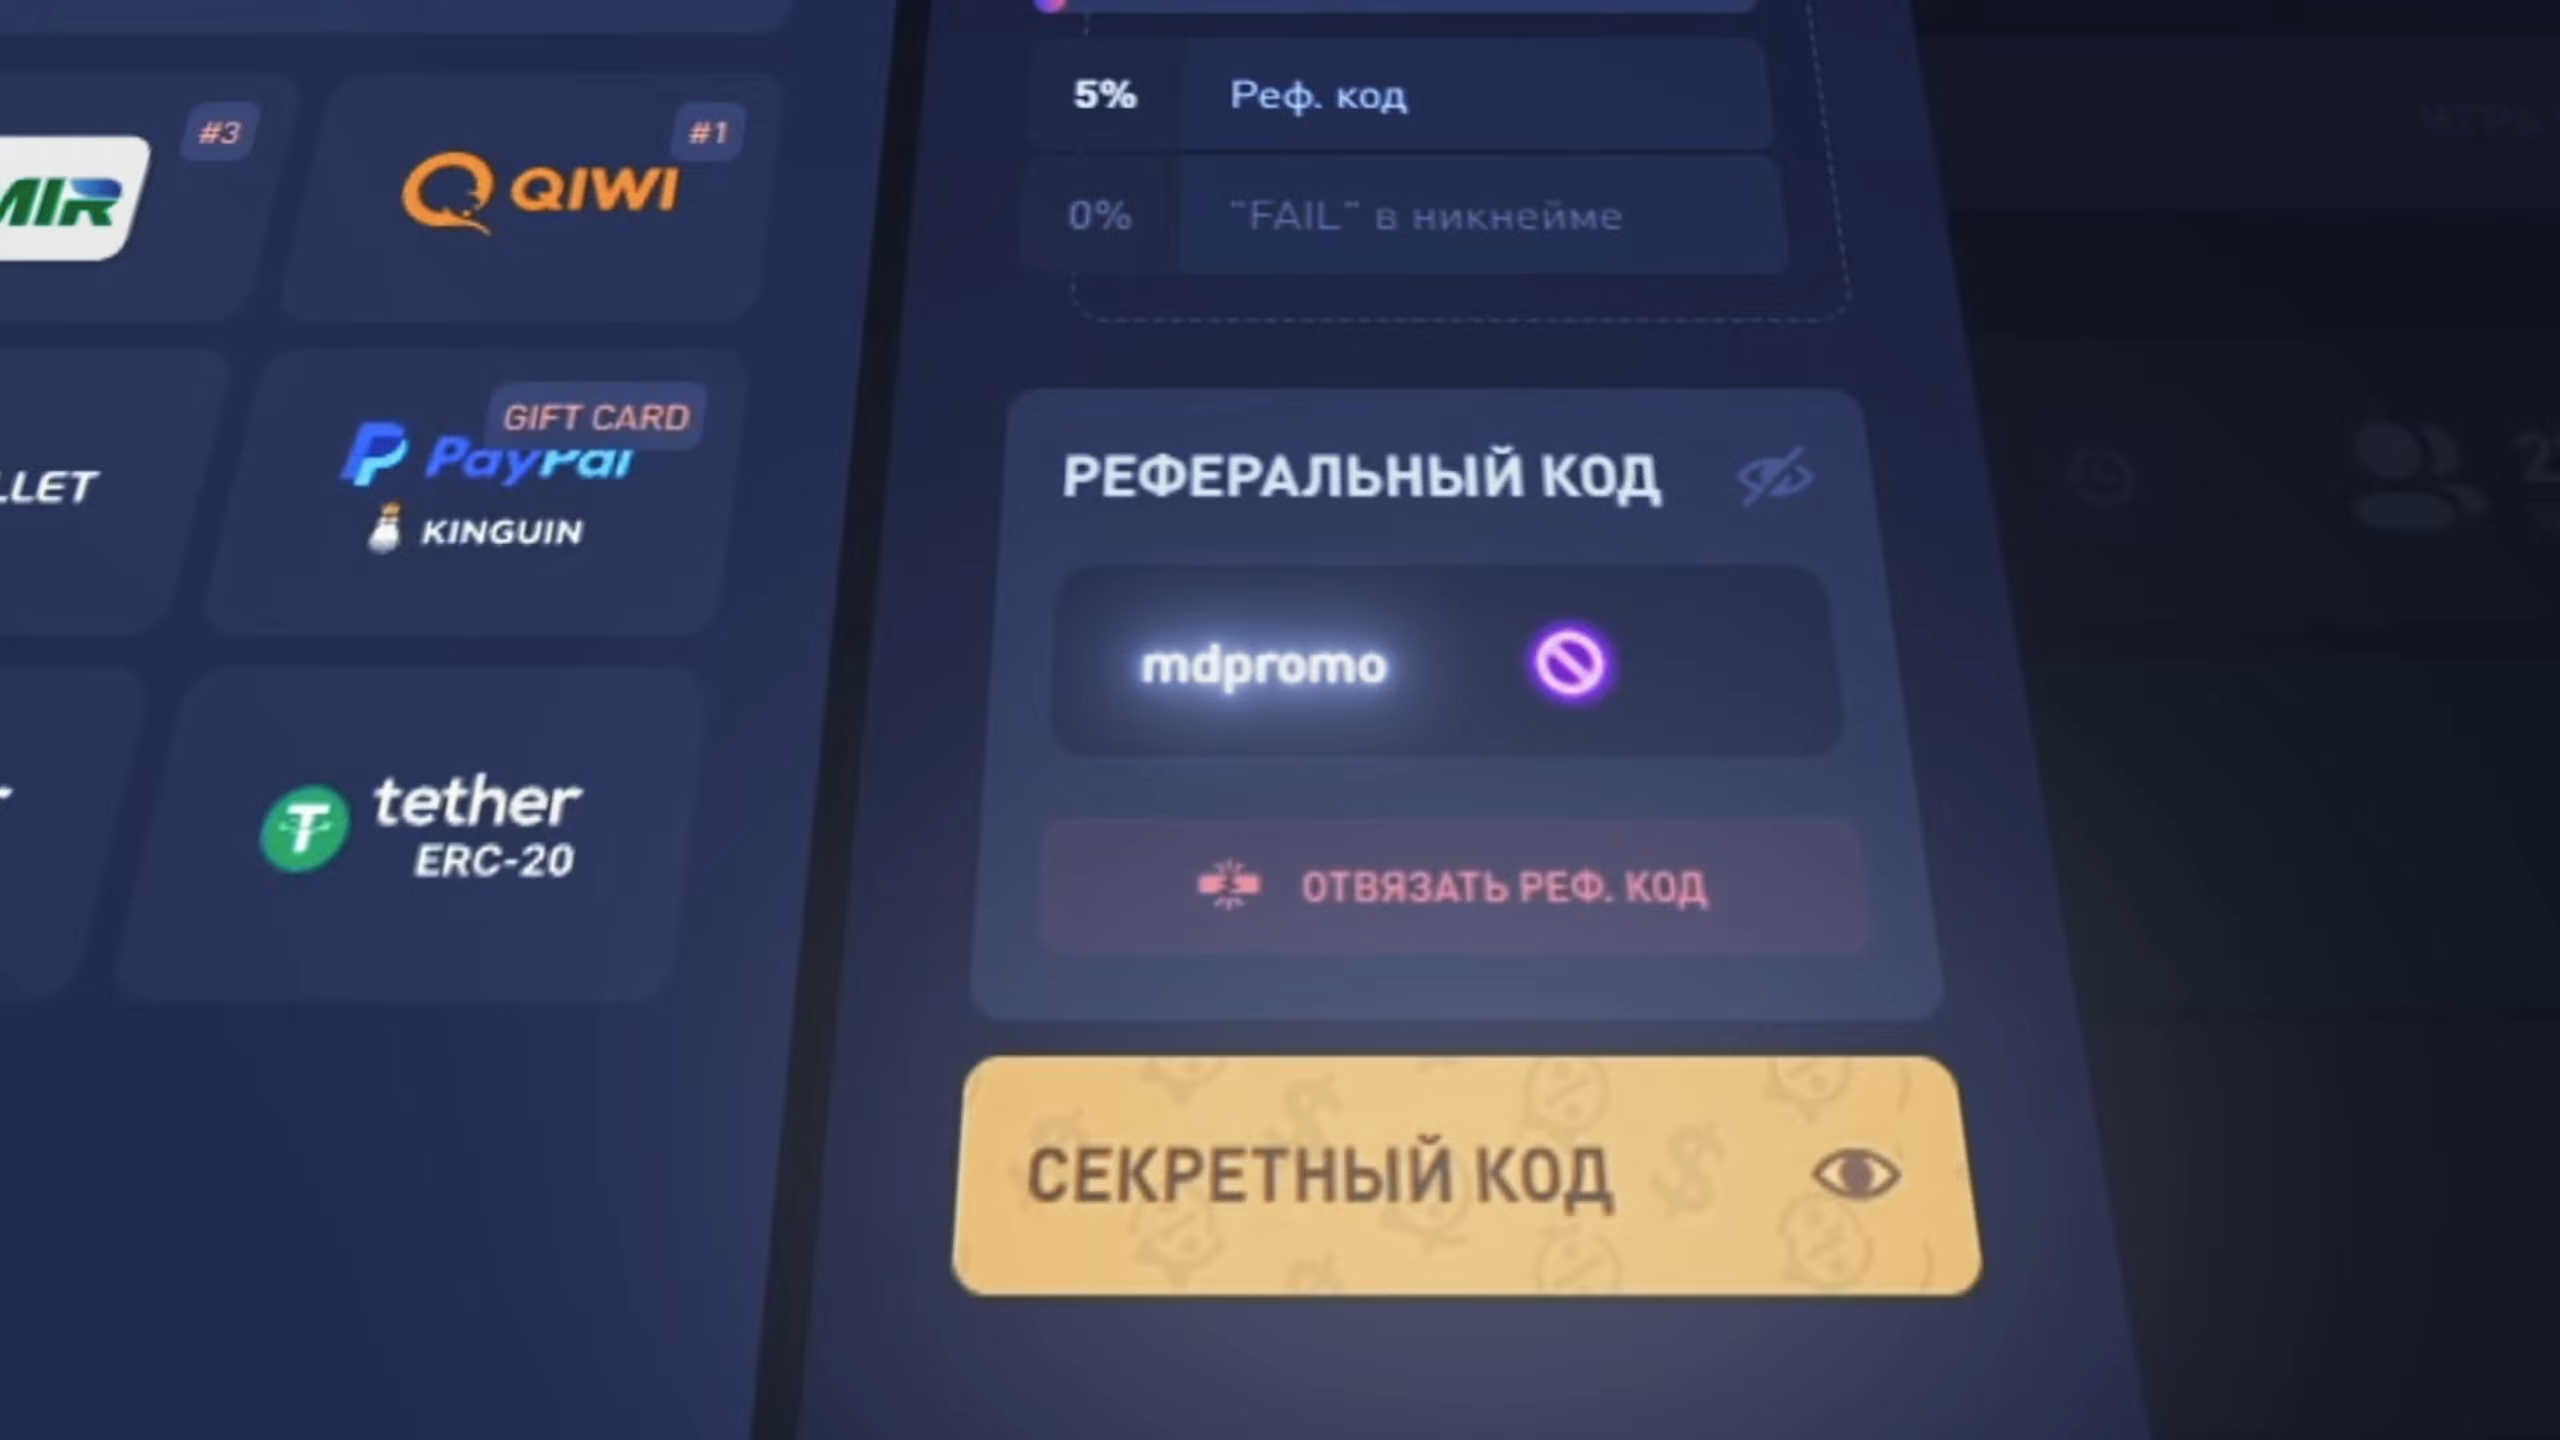 #3
#1
MIR
QIWI
GIFT CARD
PayPal
LLET
KINGUIN
tether
ERC-20
5% Реф. код
0% "FAIL" в никнейме
РЕФЕРАЛЬНЫЙ КОД
mdpromo
ОТВЯЗАТЬ РЕФ. КОД
СЕКРЕТНЫЙ КОД